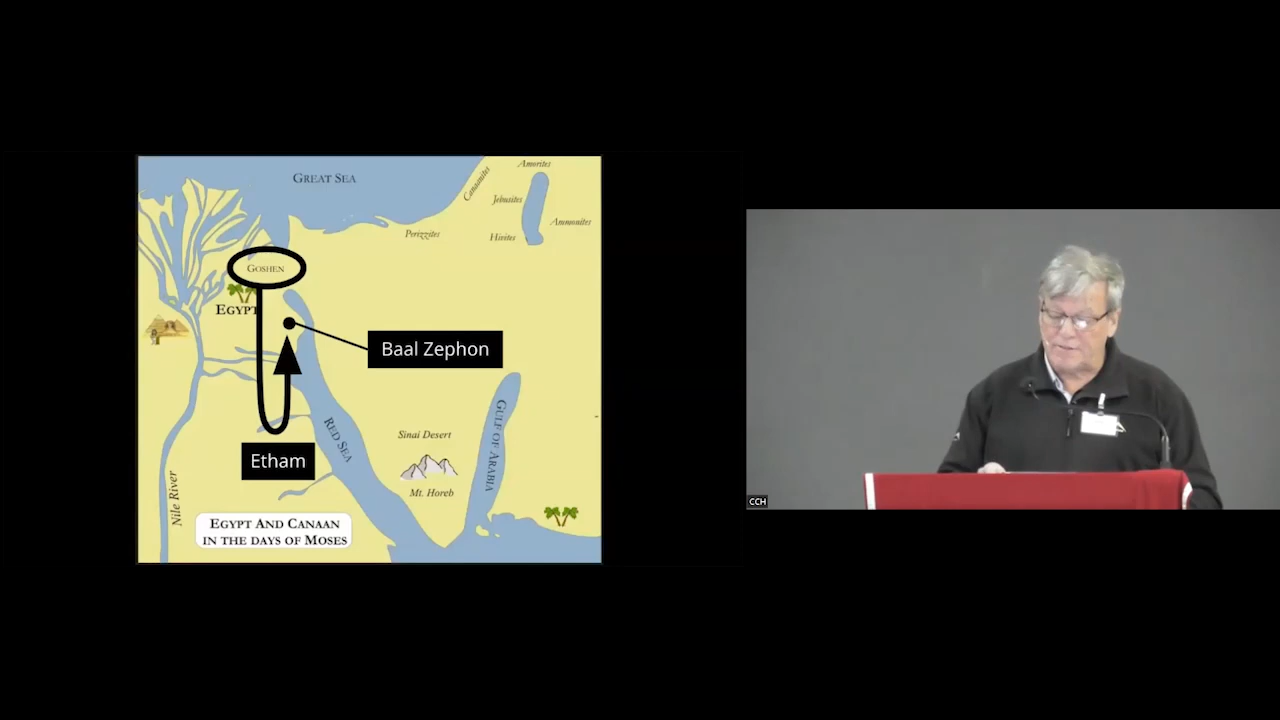 GREAT SEA
Amorites
Canaanites
Jebusites
Ammonites
Perizzites
Hivites
GOSHEN
EGYPT
Baal Zephon
RED SEA
GULF OF ARABIA
Sinai Desert
Etham
Mt. Horeb
Nile River
EGYPT AND CANAAN
IN THE DAYS OF MOSES
CCH